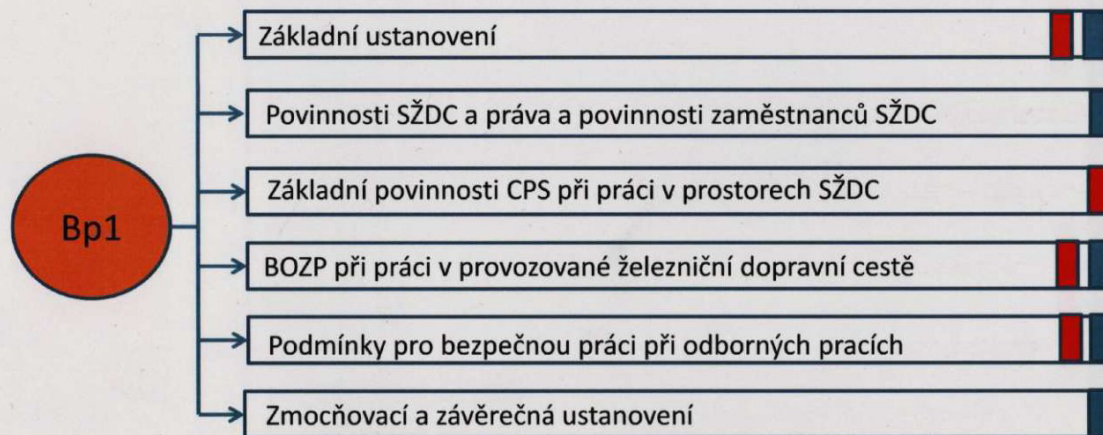 Základní ustanovení
Povinnosti SŽDC a práva a povinnosti zaměstnanců SŽDC
Základní povinnosti CPS při práci v prostorech SŽDC
Bp1
BOZP při práci v provozované železniční dopravní cestě
Podmínky pro bezpečnou práci při odborných pracích
Zmocňovací a závěrečná ustanovení